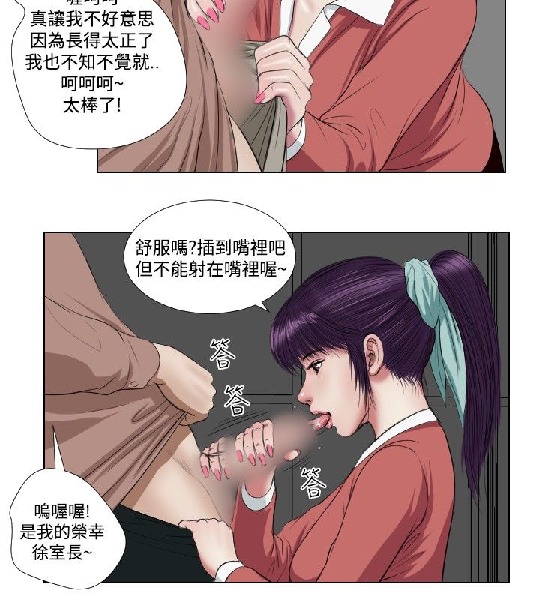 真讓我不好意思
因為長得太正了
我也不知不覺就..
呵呵呵~
太棒了!
舒服嗎?插到嘴裡吧
但不能射在嘴裡喔~
答
答
答
嗚喔喔!
是我的榮幸
徐室長~